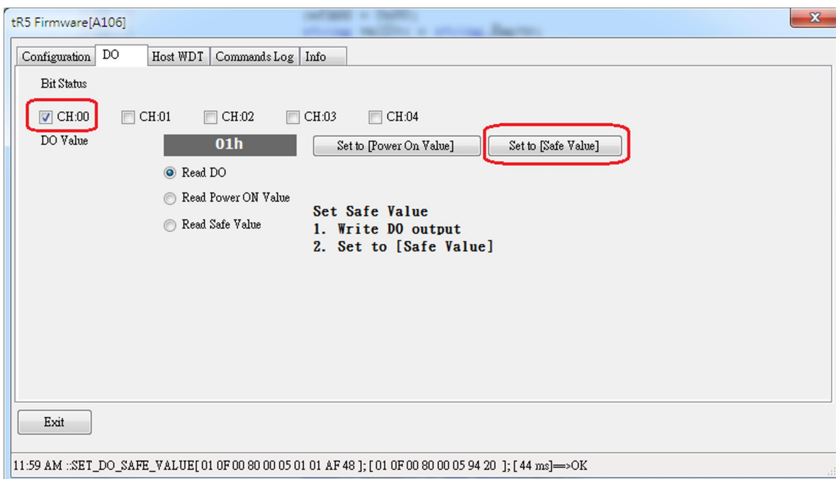 tR5 Firmware[A106]
Configuration DO Host WDT Commands Log Info
Bit Status
CH:00 CH:01 CH:02 CH:03 CH:04
DO Value 01h Set to [Power On Value] Set to [Safe Value]
Read DO
Read Power ON Value
Read Safe Value
Set Safe Value
1. Write DO output
2. Set to [Safe Value]
Exit
11:59 AM ::SET_DO_SAFE_VALUE[ 01 0F 00 80 00 05 01 01 AF 48 ]; [ 01 0F 00 80 00 05 94 20 ]; [ 44 ms]==>OK